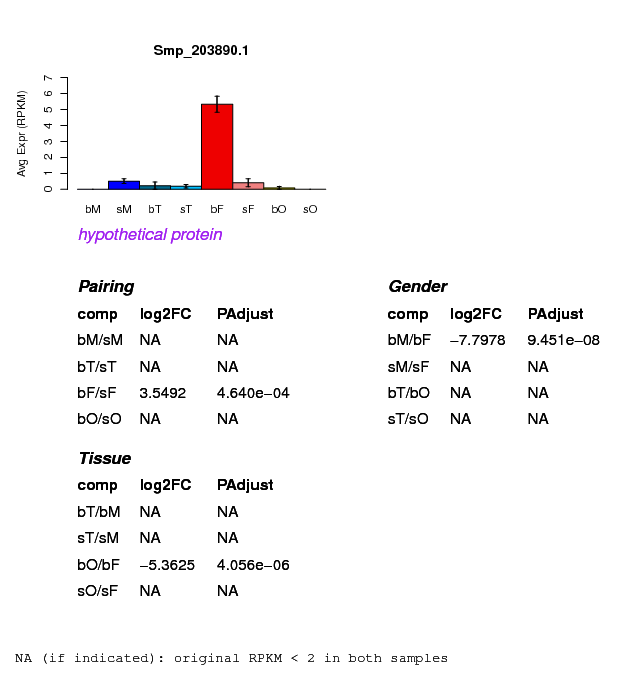 Smp_203890.1
Avg Expr (RPKM)
0 1 2 3 4 5 6 7
bM sM bT sT bF sF bO sO
hypothetical protein
Pairing
comp log2FC PAdjust
bM/sM NA NA
bT/sT NA NA
bF/sF 3.5492 4.640e−04
bO/sO NA NA
Gender
comp log2FC PAdjust
bM/bF −7.7978 9.451e−08
sM/sF NA NA
bT/bO NA NA
sT/sO NA NA
Tissue
comp log2FC PAdjust
bT/bM NA NA
sT/sM NA NA
bO/bF −5.3625 4.056e−06
sO/sF NA NA
NA (if indicated): original RPKM < 2 in both samples